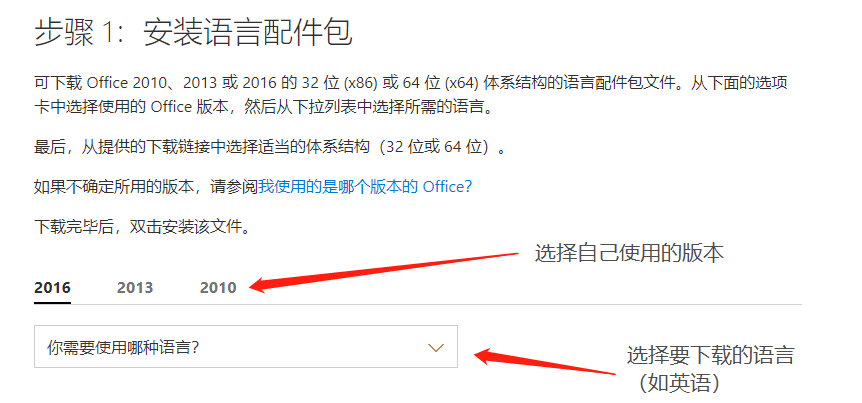 步骤 1：安装语言配件包
可下载 Office 2010、2013 或 2016 的 32 位 (x86) 或 64 位 (x64) 体系结构的语言配件包文件。从下面的选项
卡中选择使用的 Office 版本，然后从下拉列表中选择所需的语言。
最后，从提供的下载链接中选择适当的体系结构（32 位或 64 位）。
如果不确定所用的版本，请参阅我使用的是哪个版本的 Office？
下载完毕后，双击安装该文件。
选择自己使用的版本
2016 2013 2010
你需要使用哪种语言？
选择要下载的语言
（如英语）